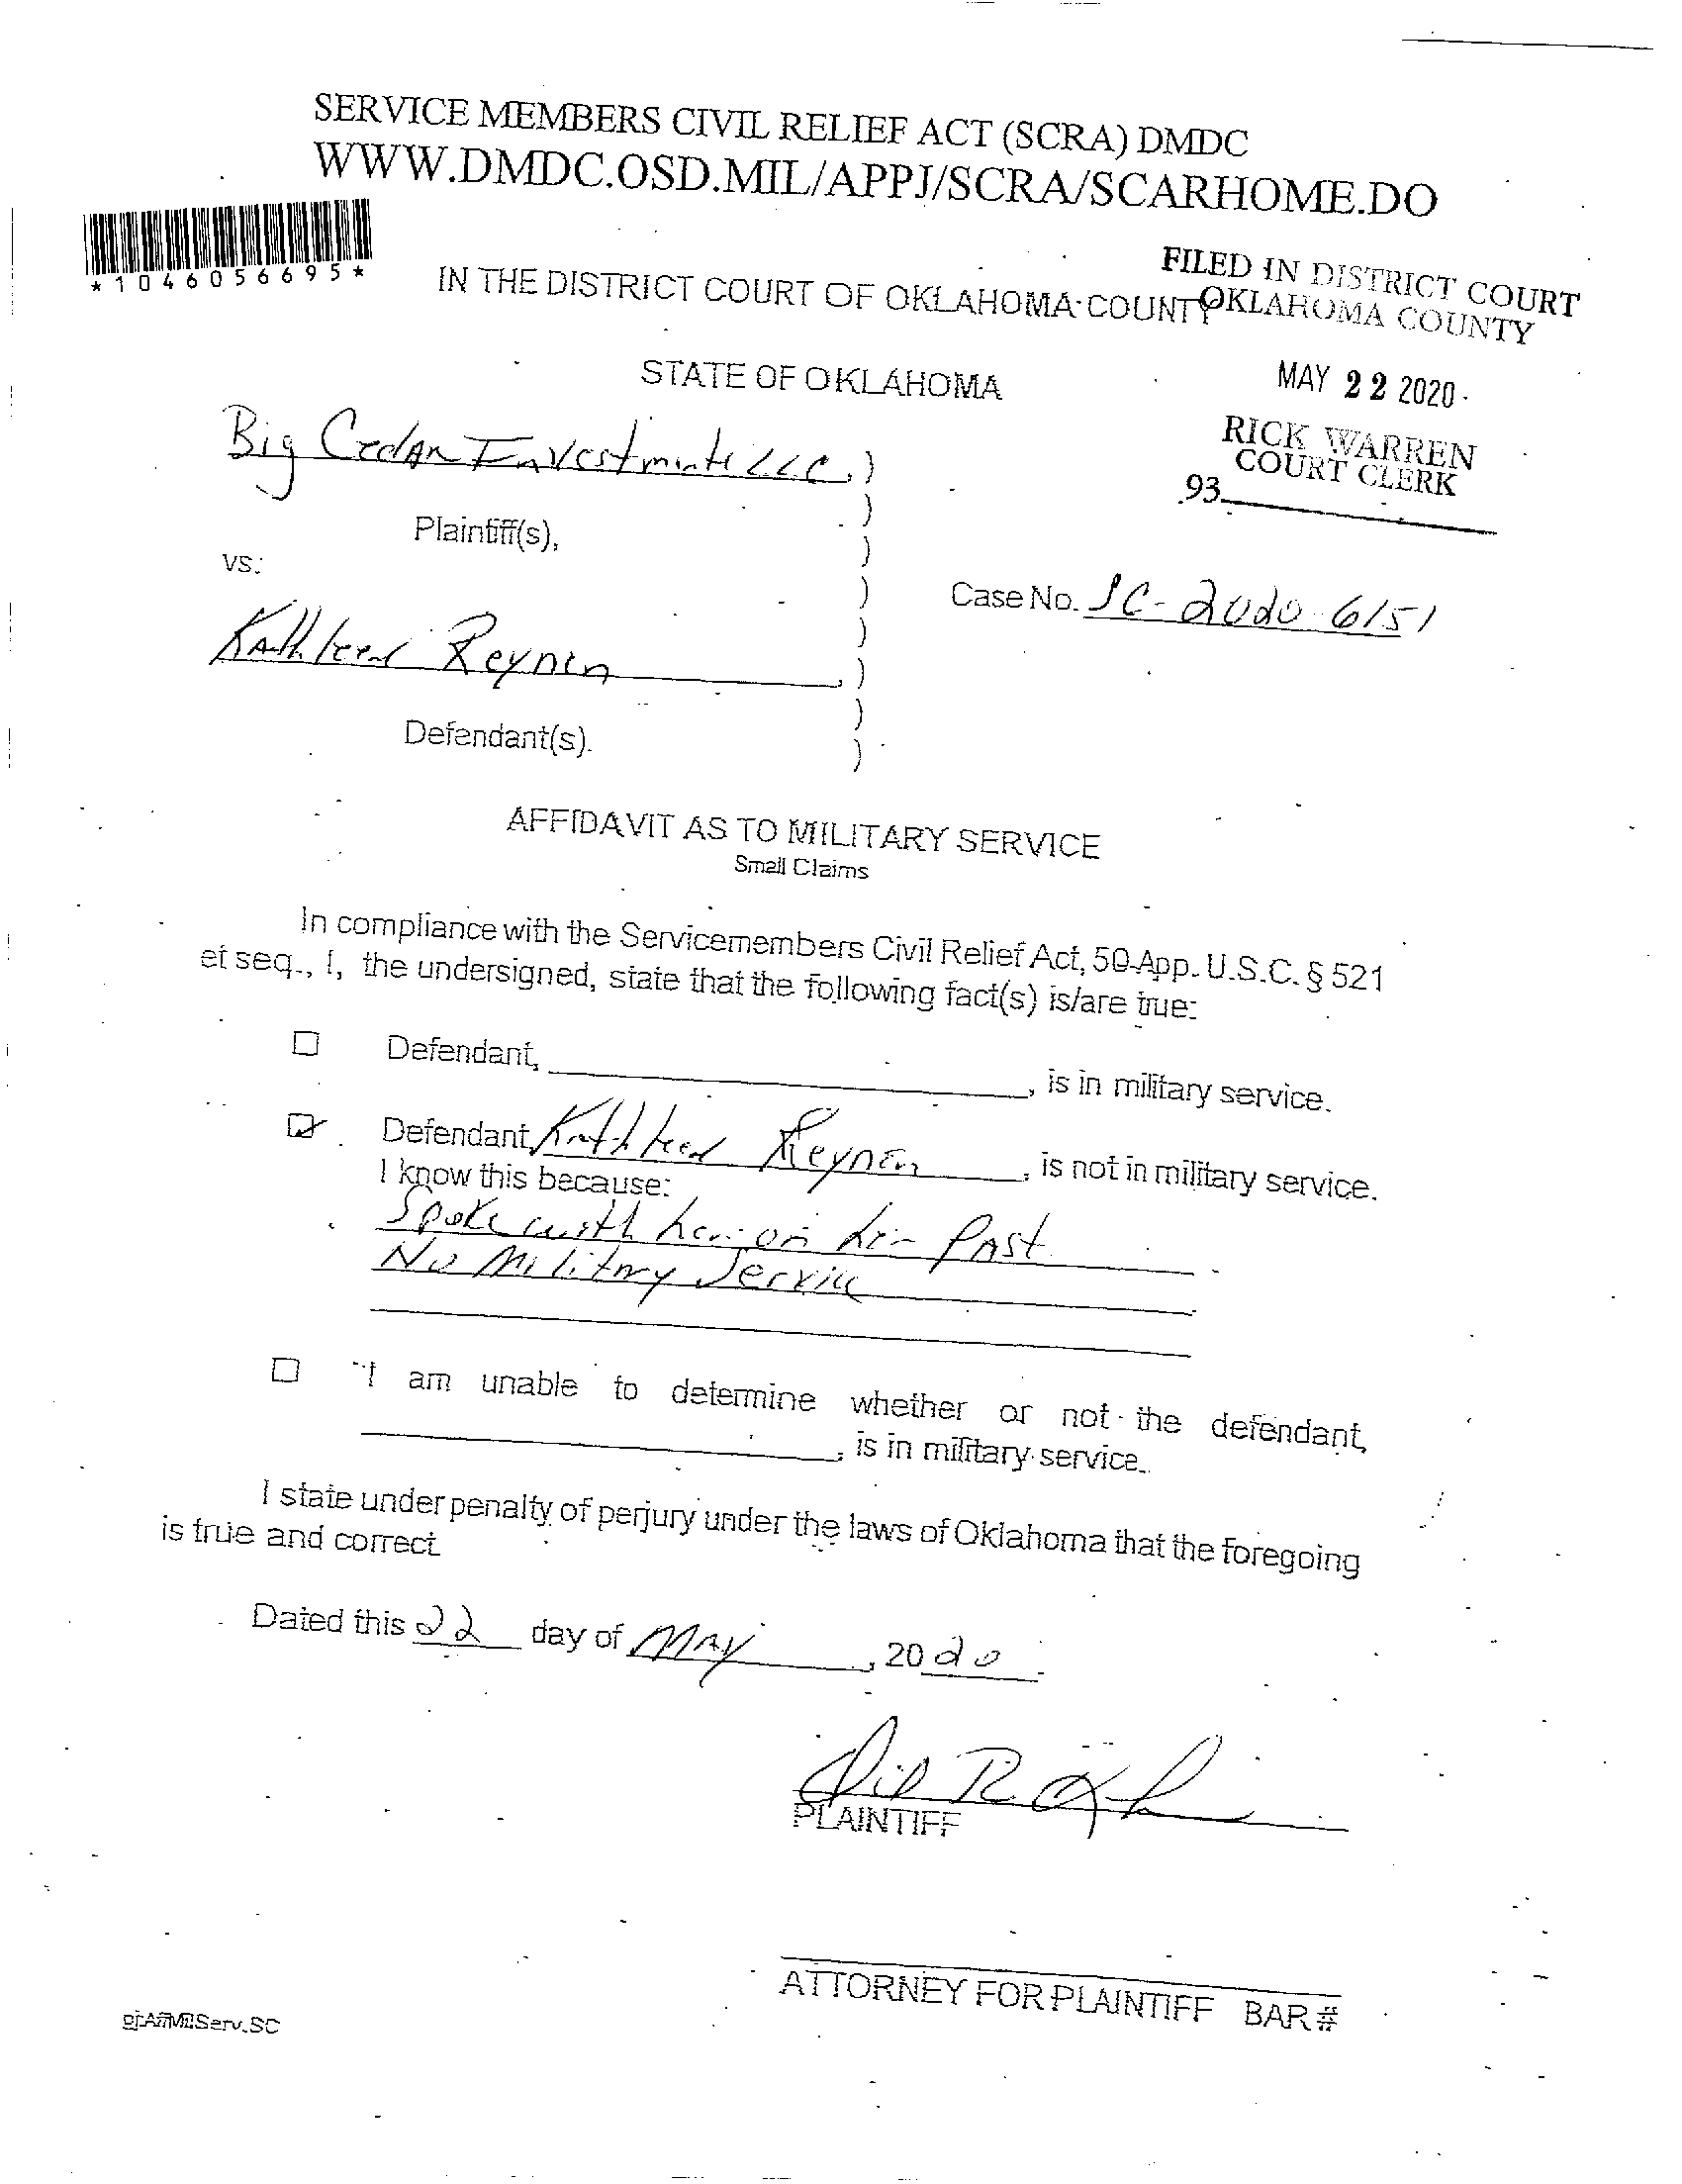 SERVICE MEMBERS CIVIL RELIEF ACT (SCRA) DMDC
WWW.DMDC.OSD.MIL/APPJ/SCRA/SCARHOME.DO
*1046056695*
FILED IN DISTRICT COURT
OKLAHOMA COUNTY
IN THE DISTRICT COURT OF OKLAHOMA COUNTY
STATE OF OKLAHOMA
MAY 22 2020
RICK WARREN
COURT CLERK
93
Big Cedar Investments LLC,)
Plaintiff(s),
vs.
Case No. SC-2020-6151
Kathleen Reynen,
Defendant(s).
AFFIDAVIT AS TO MILITARY SERVICE
Small Claims
In compliance with the Servicemembers Civil Relief Act, 50 App. U.S.C. § 521
et seq., I, the undersigned, state that the following fact(s) is/are true:
☐ Defendant, , is in military service.
☑ Defendant, Kathleen Reynen, is not in military service.
I know this because:
Spoke with her on her Past
No Military Service
☐ I am unable to determine whether or not the defendant,
, is in military service.
I state under penalty of perjury under the laws of Oklahoma that the foregoing
is true and correct.
Dated this 22 day of MAY, 2020.
PLAINTIFF
ATTORNEY FOR PLAINTIFF BAR #